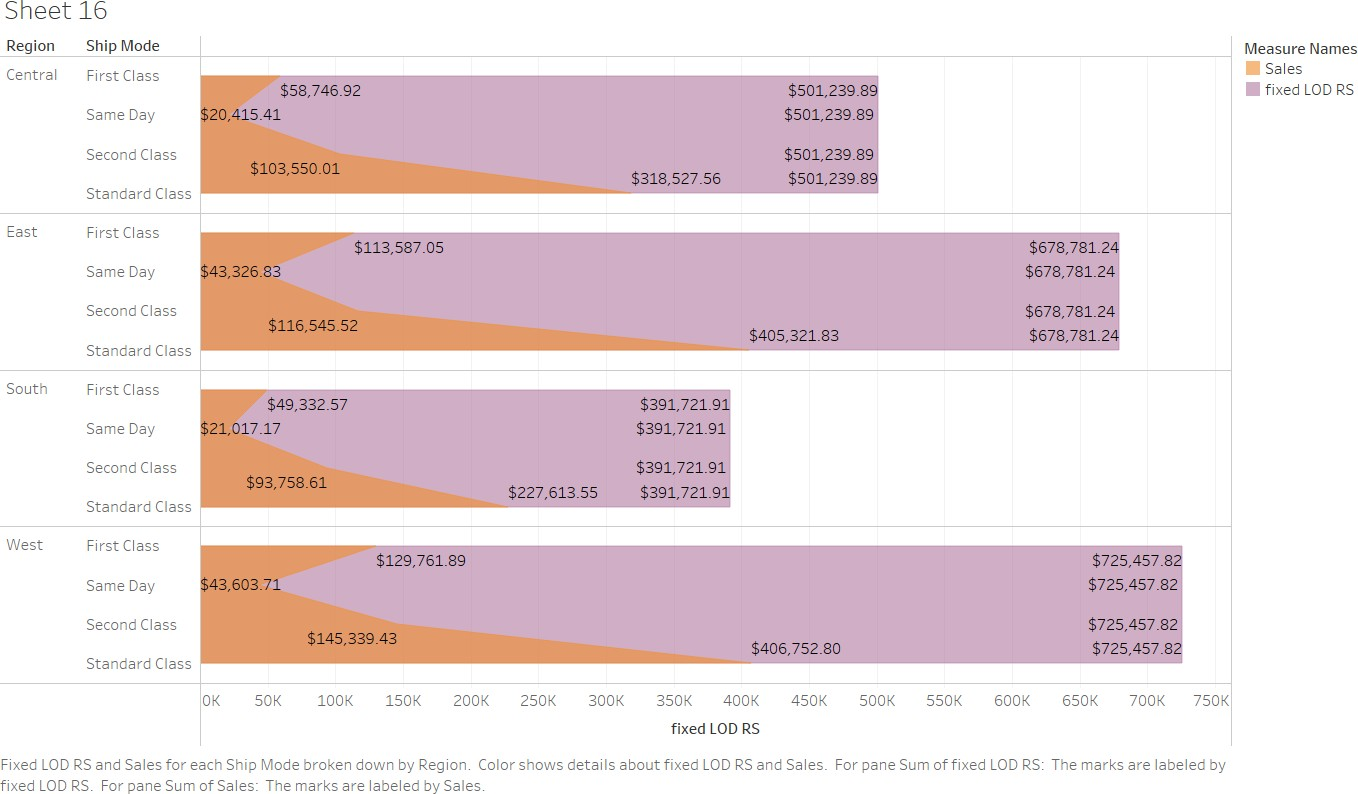 Sheet 16
Region Ship Mode
Measure Names
Sales
fixed LOD RS
Central First Class
$58,746.92 $501,239.89
Same Day $20,415.41 $501,239.89
Second Class $501,239.89
$103,550.01
$318,527.56 $501,239.89
Standard Class
East First Class
$113,587.05 $678,781.24
Same Day $43,326.83 $678,781.24
Second Class $678,781.24
$116,545.52
$405,321.83 $678,781.24
Standard Class
South First Class
$49,332.57 $391,721.91
Same Day $21,017.17 $391,721.91
Second Class $391,721.91
$93,758.61
$227,613.55 $391,721.91
Standard Class
West First Class
$129,761.89 $725,457.82
Same Day $43,603.71 $725,457.82
Second Class $725,457.82
$145,339.43
$406,752.80 $725,457.82
Standard Class
0K 50K 100K 150K 200K 250K 300K 350K 400K 450K 500K 550K 600K 650K 700K 750K
fixed LOD RS
Fixed LOD RS and Sales for each Ship Mode broken down by Region. Color shows details about fixed LOD RS and Sales. For pane Sum of fixed LOD RS: The marks are labeled by
fixed LOD RS. For pane Sum of Sales: The marks are labeled by Sales.